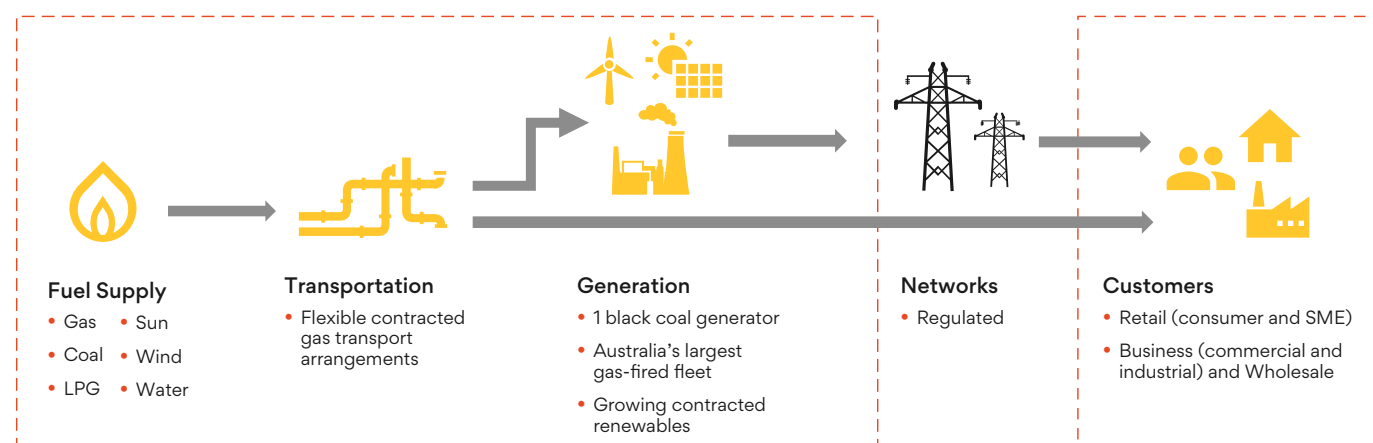 Fuel Supply
• Gas
• Coal
• LPG
• Sun
• Wind
• Water
Transportation
• Flexible contracted
gas transport
arrangements
Generation
• 1 black coal generator
• Australia's largest
gas-fired fleet
• Growing contracted
renewables
Networks
• Regulated
Customers
• Retail (consumer and SME)
• Business (commercial and
industrial) and Wholesale